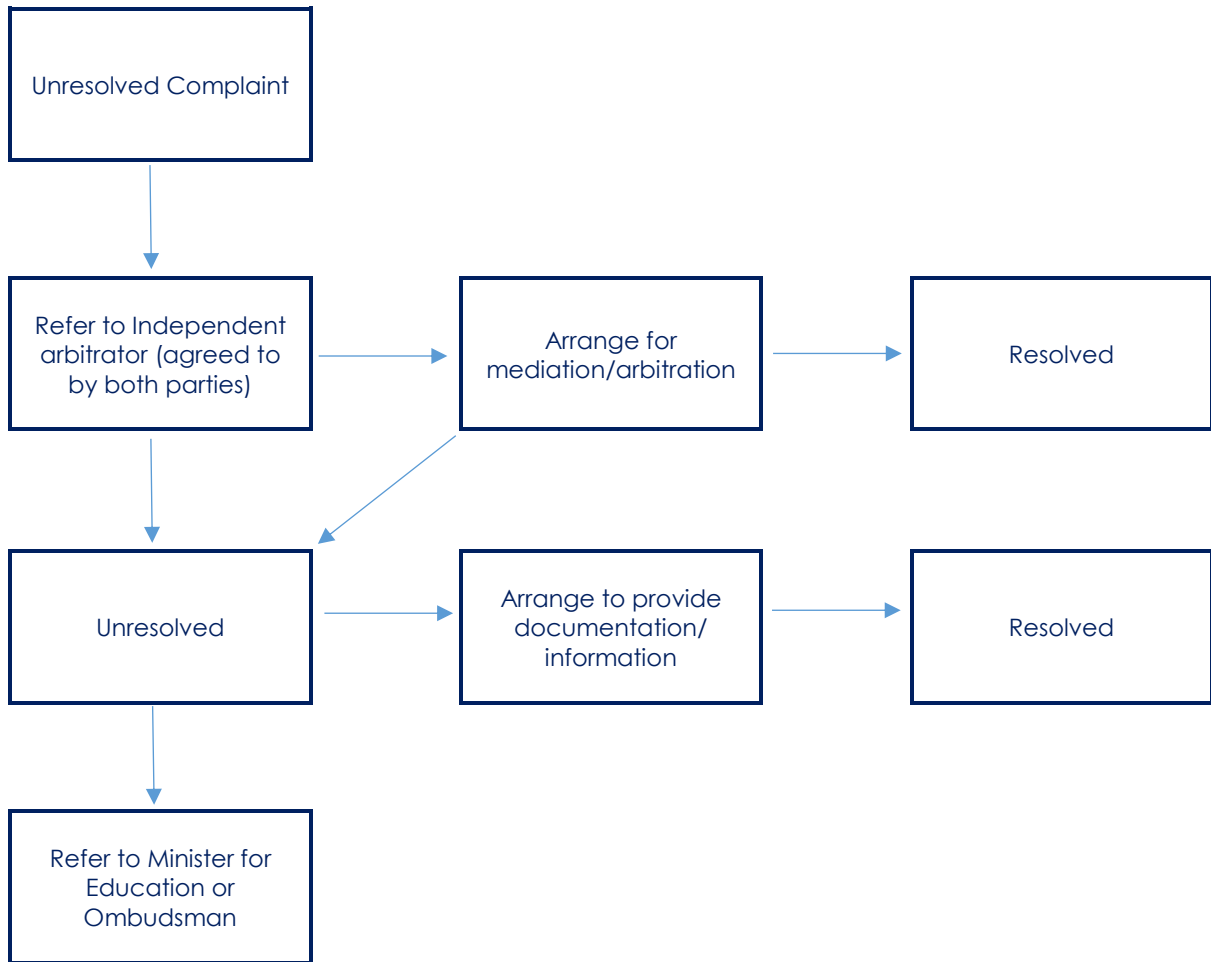 Unresolved Complaint
Refer to Independent
arbitrator (agreed to
by both parties)
Arrange for
mediation/arbitration
Resolved
Unresolved
Arrange to provide
documentation/
information
Resolved
Refer to Minister for
Education or
Ombudsman